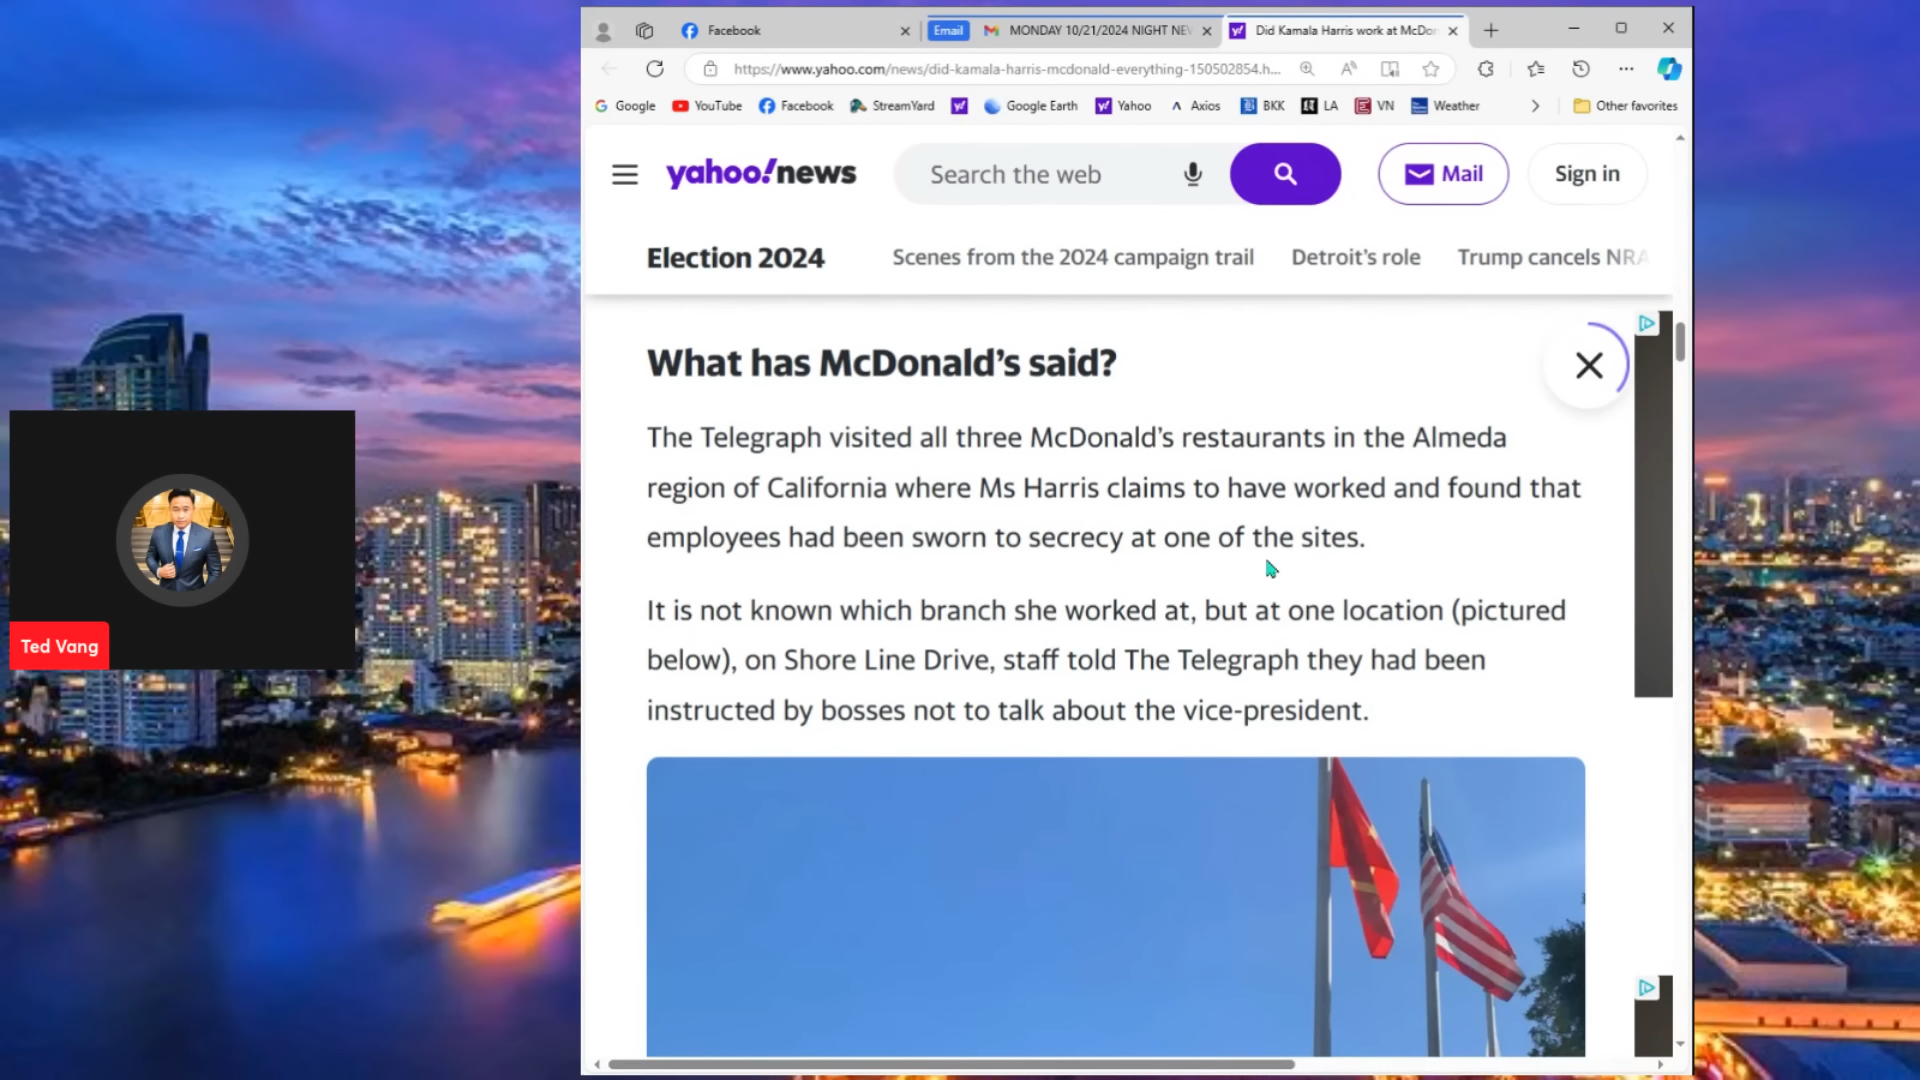 Facebook
Email
MONDAY 10/21/2024 NIGHT NE
Did Kamala Harris work at McDo
https://www.yahoo.com/news/did-kamala-harris-mcdonald-everything-150502854.h...
Google
YouTube
Facebook
StreamYard
Google Earth
Yahoo
Axios
BKK
LA
VN
Weather
Other favorites
yahoo!news
Search the web
Mail
Sign in
Election 2024
Scenes from the 2024 campaign trail
Detroit's role
Trump cancels NRA
What has McDonald's said?
The Telegraph visited all three McDonald's restaurants in the Almeda
region of California where Ms Harris claims to have worked and found that
employees had been sworn to secrecy at one of the sites.
It is not known which branch she worked at, but at one location (pictured
below), on Shore Line Drive, staff told The Telegraph they had been
instructed by bosses not to talk about the vice-president.
Ted Vang